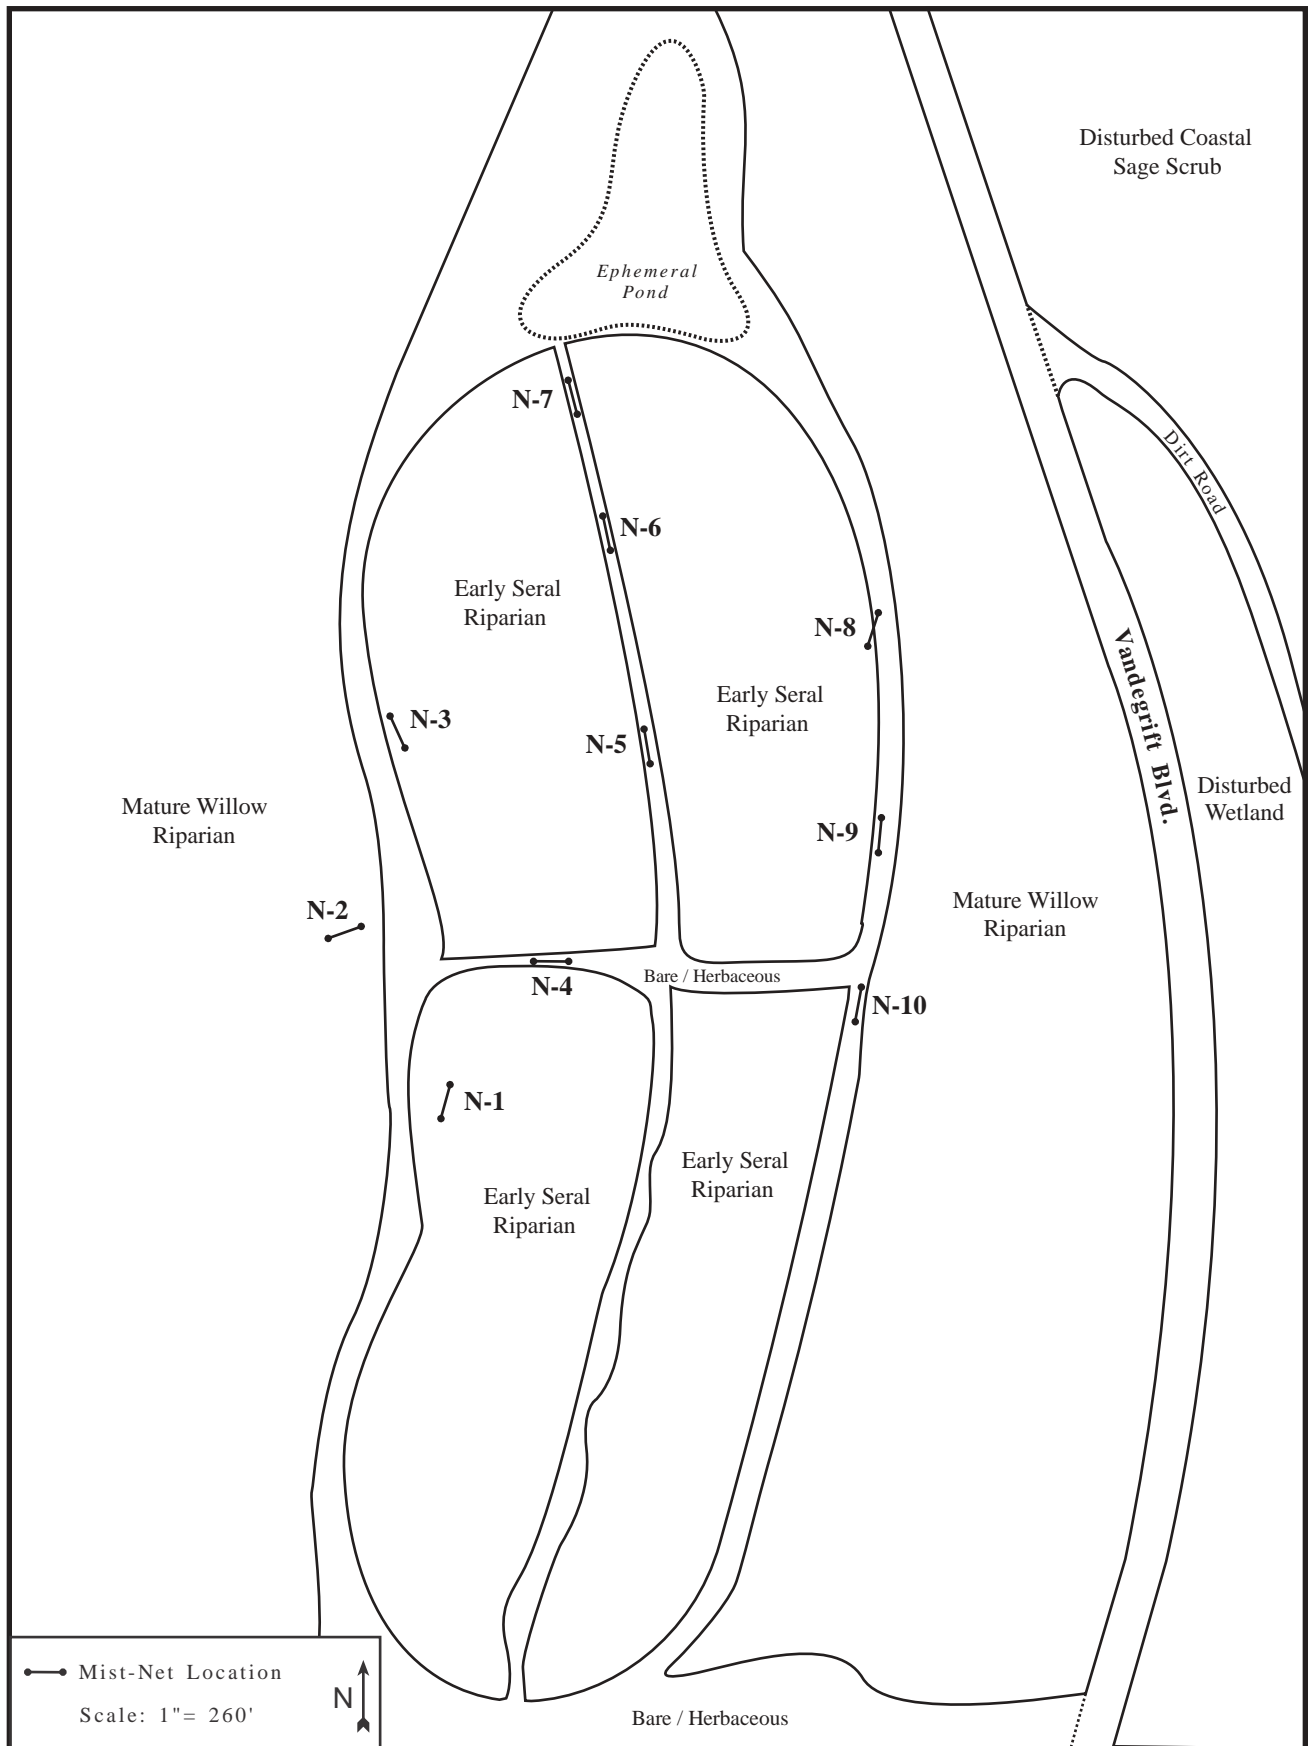 Disturbed Coastal
Sage Scrub
Ephemeral
Pond
N-7
Dirt Road
N-6
Early Seral
Riparian
N-8
Vandegrift Blvd.
Early Seral
Riparian
N-3
N-5
Mature Willow
Riparian
Disturbed
Wetland
N-9
N-2
Mature Willow
Riparian
Bare / Herbaceous
N-4
N-10
N-1
Early Seral
Riparian
Early Seral
Riparian
Mist-Net Location
Scale: 1"= 260'
N
Bare / Herbaceous